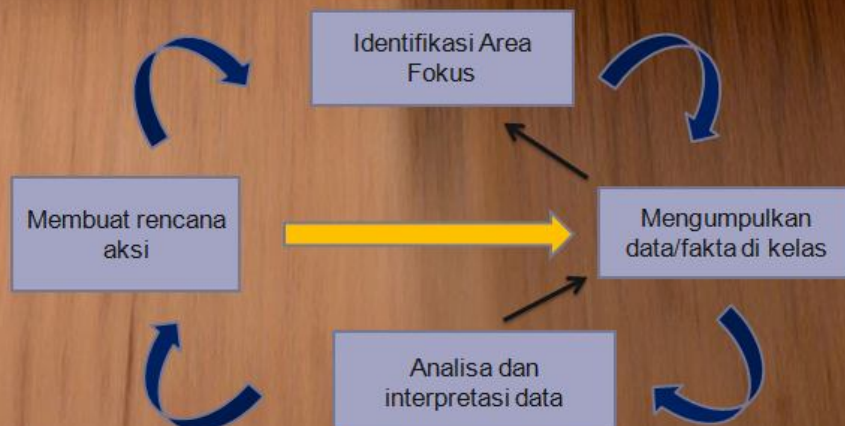 Identifikasi Area
Fokus
Membuat rencana
aksi
Mengumpulkan
data/fakta di kelas
Analisa dan
interpretasi data